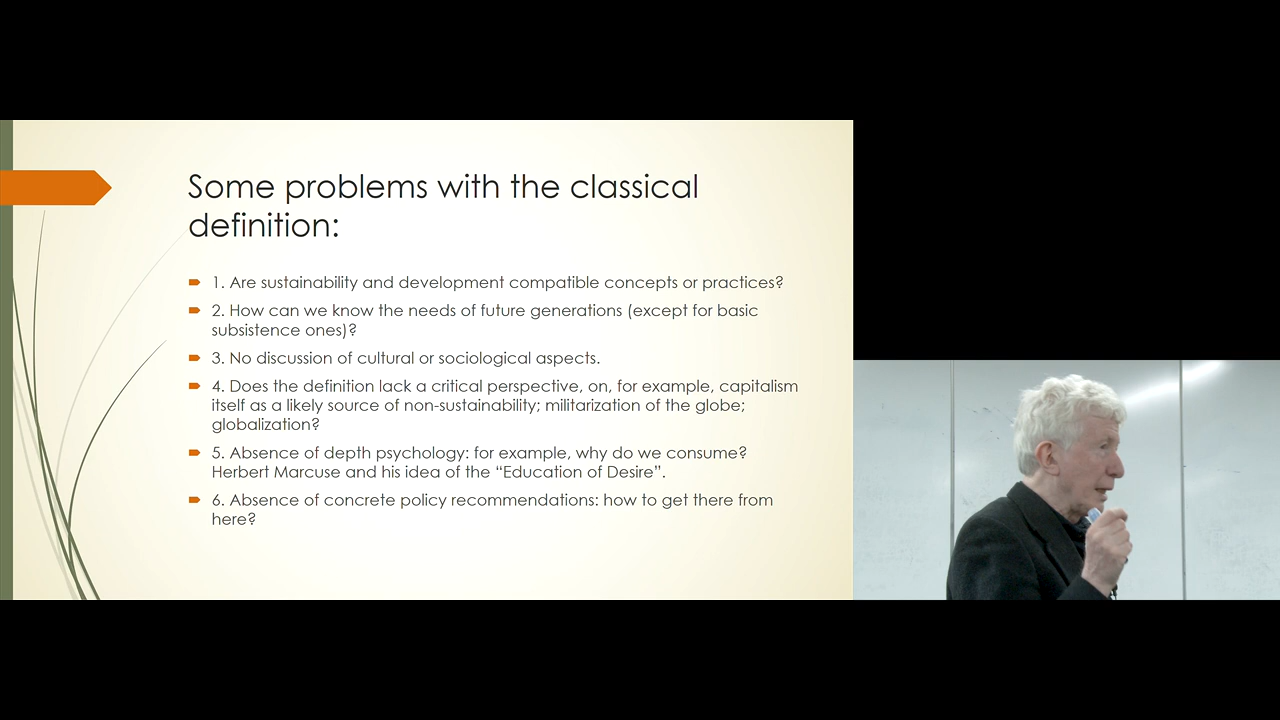 Some problems with the classical
definition:
1. Are sustainability and development compatible concepts or practices?
2. How can we know the needs of future generations (except for basic
subsistence ones)?
3. No discussion of cultural or sociological aspects.
4. Does the definition lack a critical perspective, on, for example, capitalism
itself as a likely source of non-sustainability; militarization of the globe;
globalization?
5. Absence of depth psychology: for example, why do we consume?
Herbert Marcuse and his idea of the “Education of Desire”.
6. Absence of concrete policy recommendations: how to get there from
here?